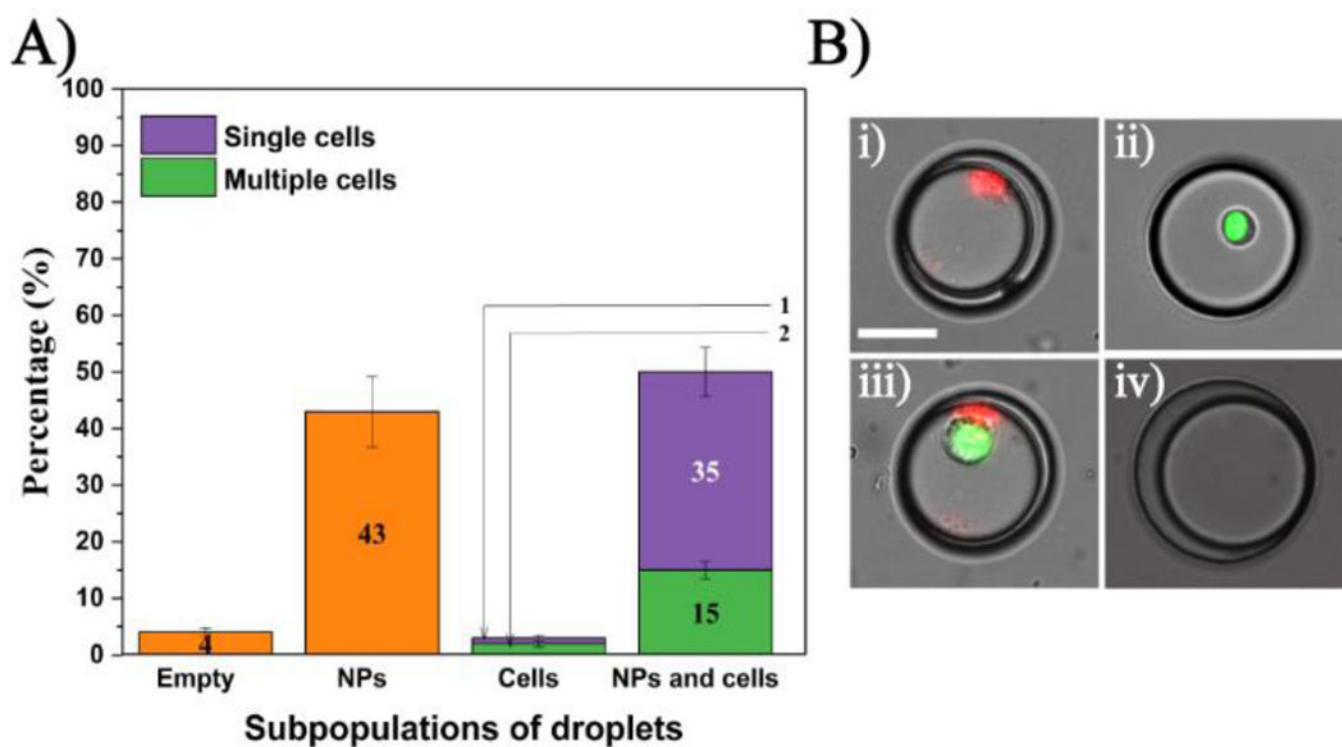 A)
B)
100
90
80
70
60
50
40
30
20
10
0
Percentage (%)
Single cells
Multiple cells
1
2
4
43
35
15
Empty NPs Cells NPs and cells
Subpopulations of droplets
i)
ii)
iii)
iv)